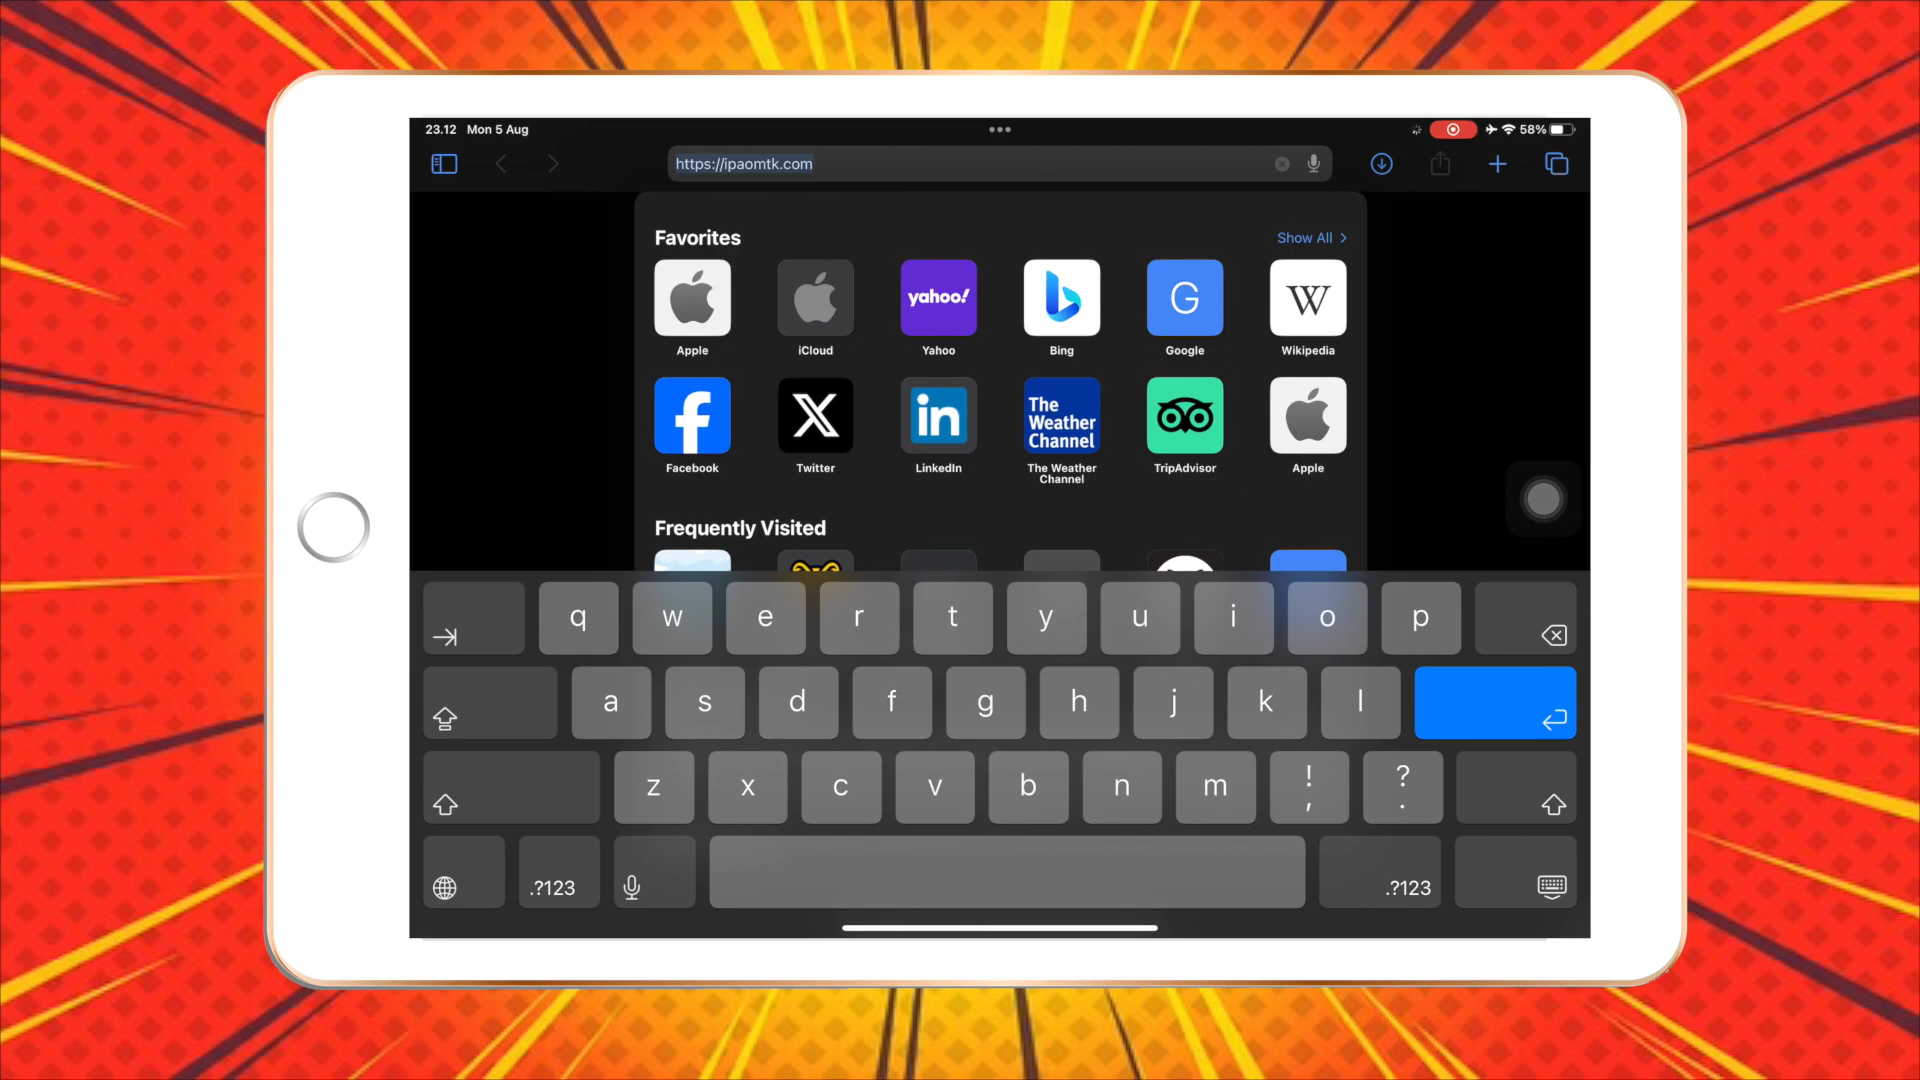 23.12 Mon 5 Aug
58%
https://ipaomtk.com
Favorites
Show All
yahoo!
G
W
Apple
iCloud
Yahoo
Bing
Google
Wikipedia
f
X
in
The
Weather
Channel
Facebook
Twitter
LinkedIn
The Weather
Channel
TripAdvisor
Apple
Frequently Visited
q w e r t y u i o p
a s d f g h j k l
z x c v b n m ! , ? .
.?123
.?123